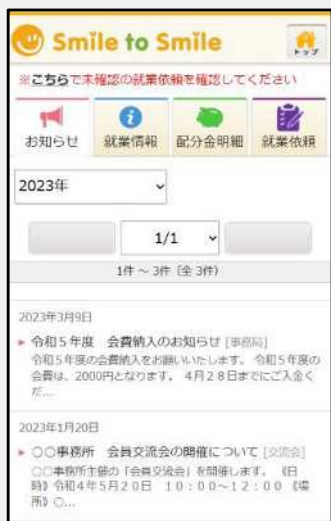 Smile to Smile
トップ
※こちらで未確認の就業依頼を確認してください
お知らせ 就業情報 配分金明細 就業依頼
2023年
1/1
1件 ～ 3件 (全 3件)
2023年3月9日
令和5年度 会費納入のお知らせ [事務局]
令和5年度の会費納入をお願いいたします。 令和5年度の
会費は、2000円となります。 4月28日までにご入金く
だ...
2023年1月20日
○○事務所 会員交流会の開催について [交流会]
○○事務所主催の「会員交流会」を開催します。 《日
時》令和4年5月20日 10：00～12：00 《場
所》○...